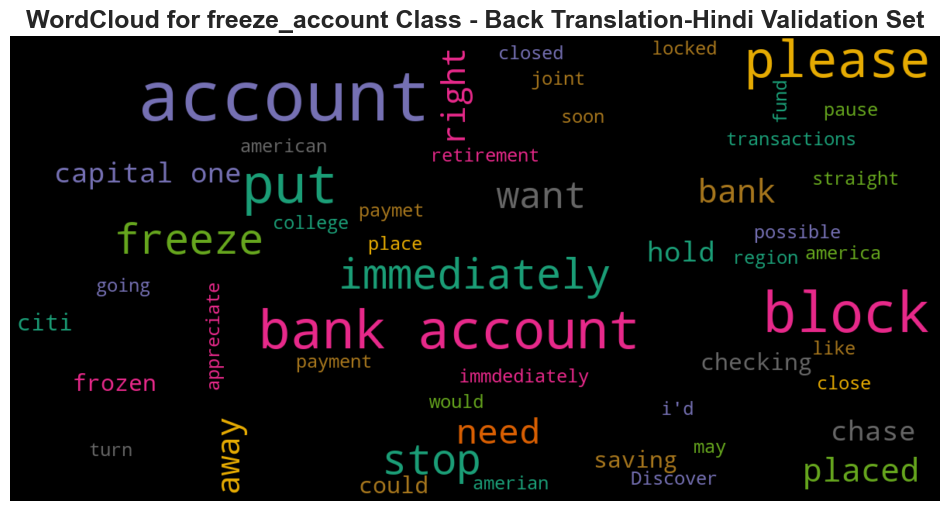 WordCloud for freeze_account Class - Back Translation-Hindi Validation Set
account
right
closed
locked
please
joint
fund
pause
soon
transactions
american
retirement
capital one
put
want
bank
straight
college
paymet
freeze
place
possible
hold
region
america
immediately
going
citi
appreciate
bank account
block
payment
checking
like
frozen
immdediately
close
would
i'd
away
need
chase
turn
stop
saving
may
placed
could
amerian
Discover